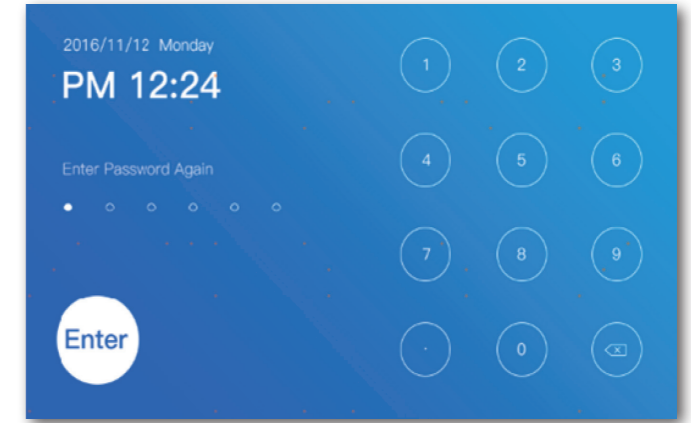 2016/11/12 Monday
PM 12:24
Enter Password Again
Enter
1 2 3
4 5 6
7 8 9
. 0